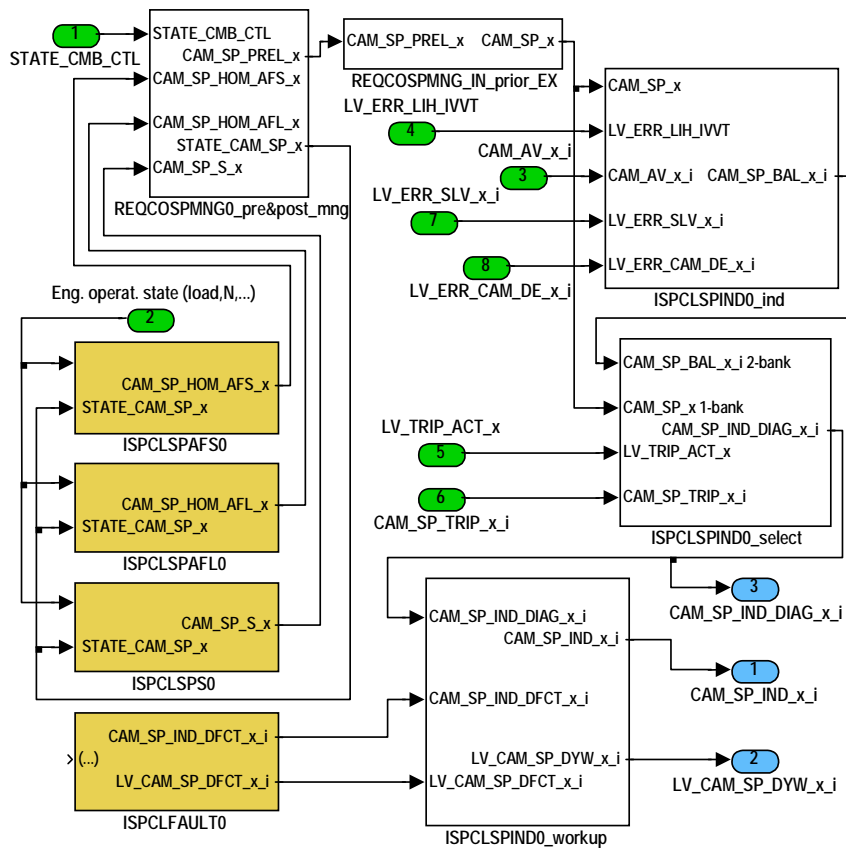 1
STATE_CMB_CTL
STATE_CMB_CTL
CAM_SP_PREL_x
CAM_SP_HOM_AFS_x
CAM_SP_HOM_AFL_x
STATE_CAM_SP_x
CAM_SP_S_x
REQCOSPMNG0_pre&post_mng
CAM_SP_PREL_x CAM_SP_x
REQCOSPMNG_IN_prior_EX
LV_ERR_LIH_IVVT
4
CAM_AV_x_i
3
LV_ERR_SLV_x_i
7
8
LV_ERR_CAM_DE_x_i
CAM_SP_x
LV_ERR_LIH_IVVT
CAM_AV_x_i CAM_SP_BAL_x_i
LV_ERR_SLV_x_i
LV_ERR_CAM_DE_x_i
ISPCLSPIND0_ind
Eng. operat. state (load,N,...)
2
CAM_SP_HOM_AFS_x
STATE_CAM_SP_x
ISPCLSPAFS0
CAM_SP_HOM_AFL_x
STATE_CAM_SP_x
ISPCLSPAFL0
CAM_SP_S_x
STATE_CAM_SP_x
ISPCLSPS0
CAM_SP_BAL_x_i 2-bank
CAM_SP_x 1-bank
CAM_SP_IND_DIAG_x_i
LV_TRIP_ACT_x
CAM_SP_TRIP_x_i
ISPCLSPIND0_select
LV_TRIP_ACT_x
5
6
CAM_SP_TRIP_x_i
CAM_SP_IND_DFCT_x_i
> (...)
LV_CAM_SP_DFCT_x_i
ISPCLFAULT0
CAM_SP_IND_DIAG_x_i
CAM_SP_IND_x_i
CAM_SP_IND_DFCT_x_i
LV_CAM_SP_DYW_x_i
LV_CAM_SP_DFCT_x_i
ISPCLSPIND0_workup
3
CAM_SP_IND_DIAG_x_i
1
CAM_SP_IND_x_i
2
LV_CAM_SP_DYW_x_i